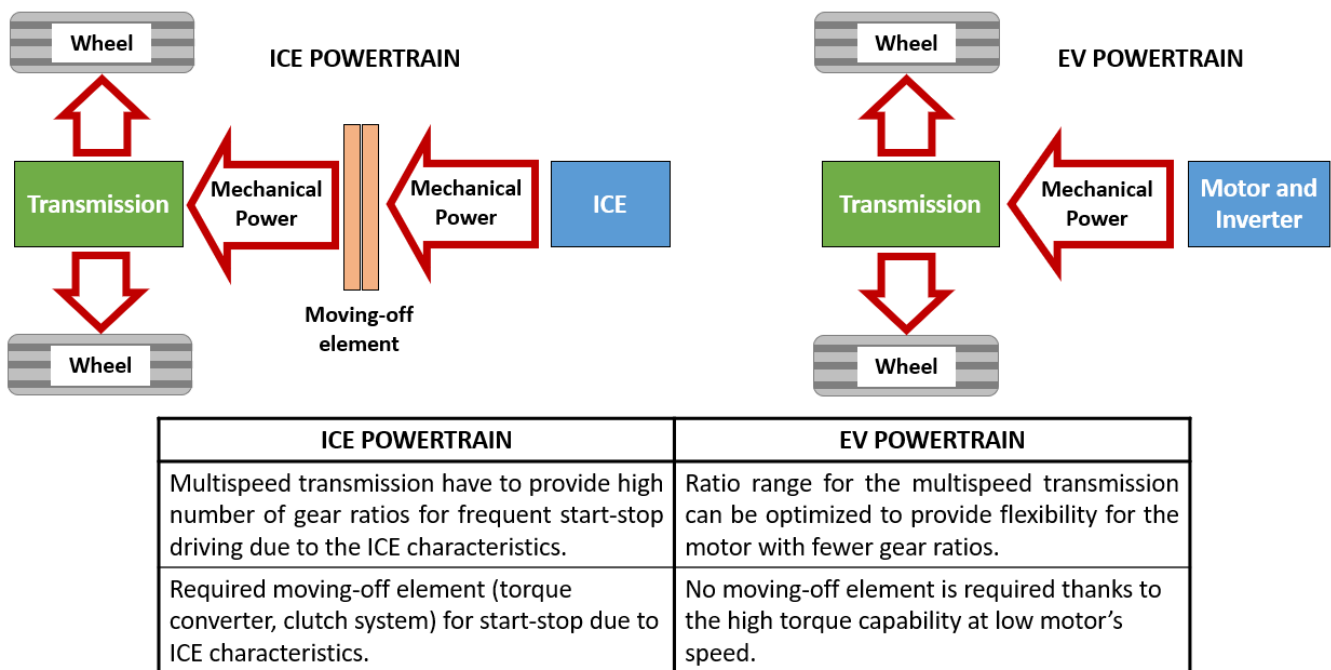 Wheel
ICE POWERTRAIN
Transmission
Mechanical
Power
Mechanical
Power
ICE
Moving-off
element
Wheel
Wheel
EV POWERTRAIN
Transmission
Mechanical
Power
Motor and
Inverter
Wheel
ICE POWERTRAIN
Multispeed transmission have to provide high
number of gear ratios for frequent start-stop
driving due to the ICE characteristics.
EV POWERTRAIN
Ratio range for the multispeed transmission
can be optimized to provide flexibility for the
motor with fewer gear ratios.
Required moving-off element (torque
converter, clutch system) for start-stop due to
ICE characteristics.
No moving-off element is required thanks to
the high torque capability at low motor’s
speed.